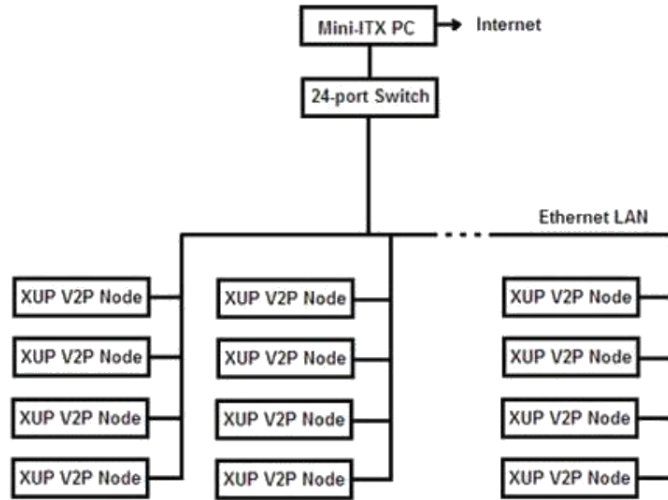 Mini-ITX PC
Internet
24-port Switch
Ethernet LAN
XUP V2P Node
XUP V2P Node
XUP V2P Node
XUP V2P Node
XUP V2P Node
XUP V2P Node
XUP V2P Node
XUP V2P Node
XUP V2P Node
XUP V2P Node
XUP V2P Node
XUP V2P Node